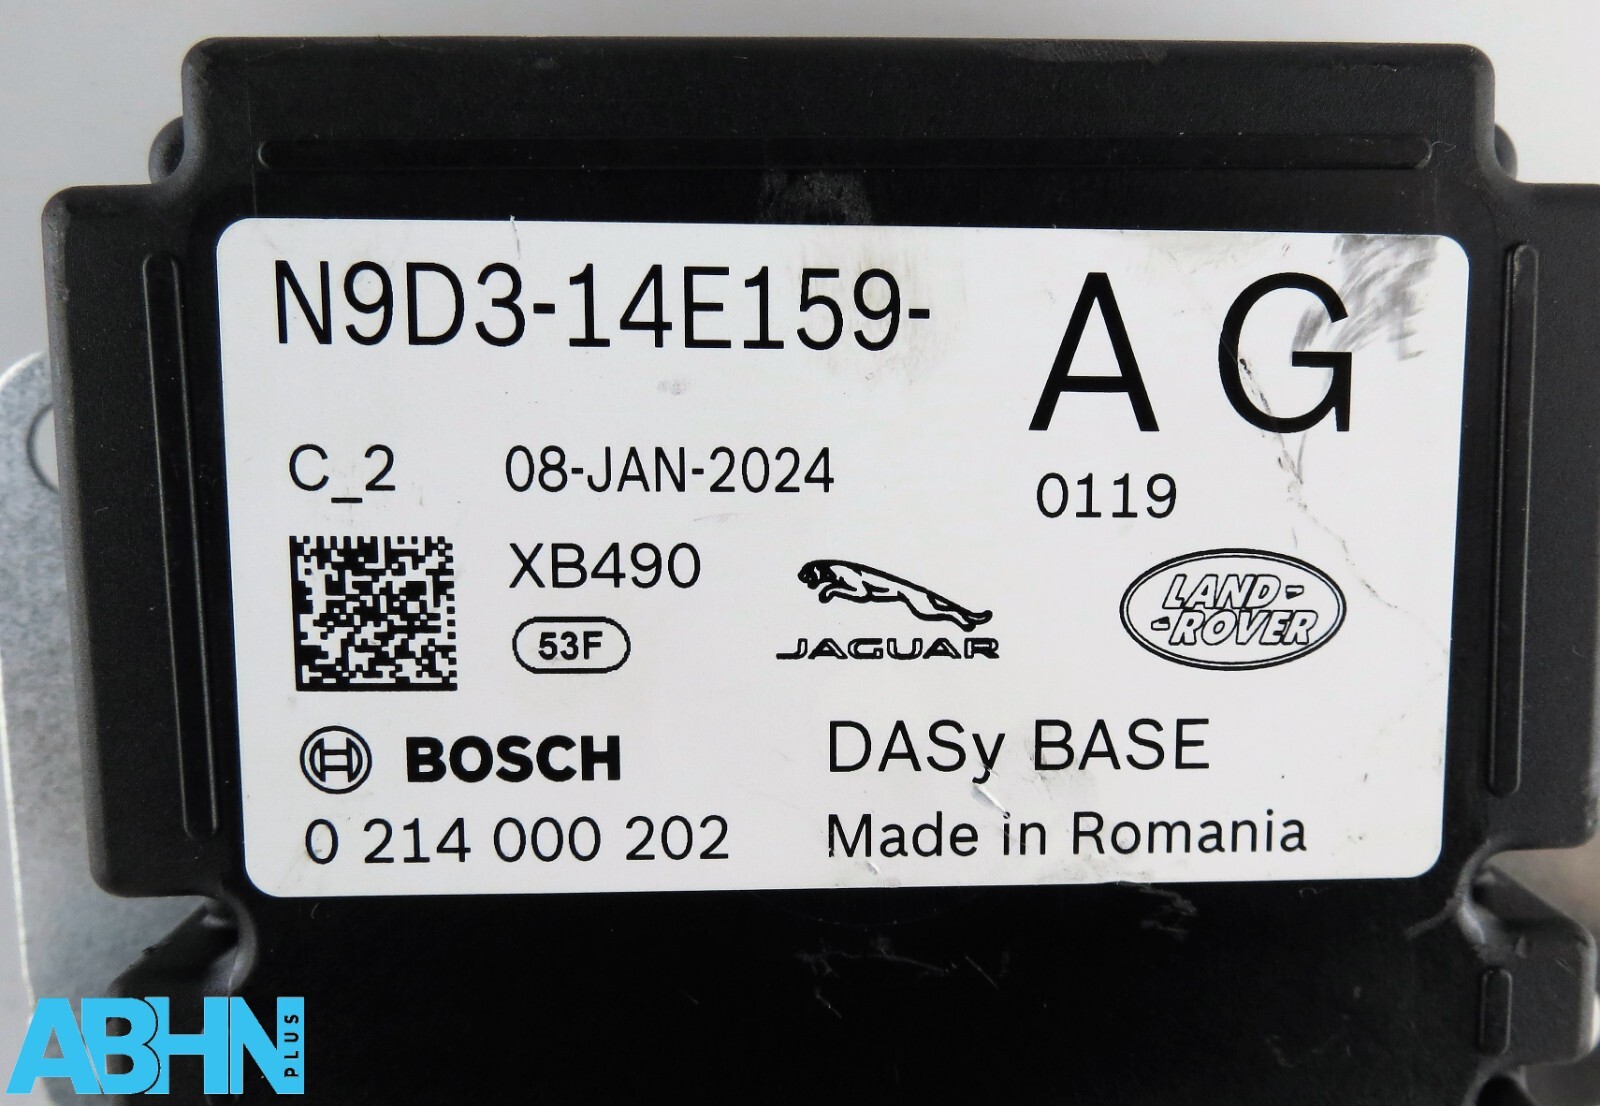 N9D3-14E159- AG
C_2 08-JAN-2024 0119
XB490
53F
JAGUAR
LAND-
-ROVER
BOSCH DASy BASE
0 214 000 202 Made in Romania
ABHN PLUS